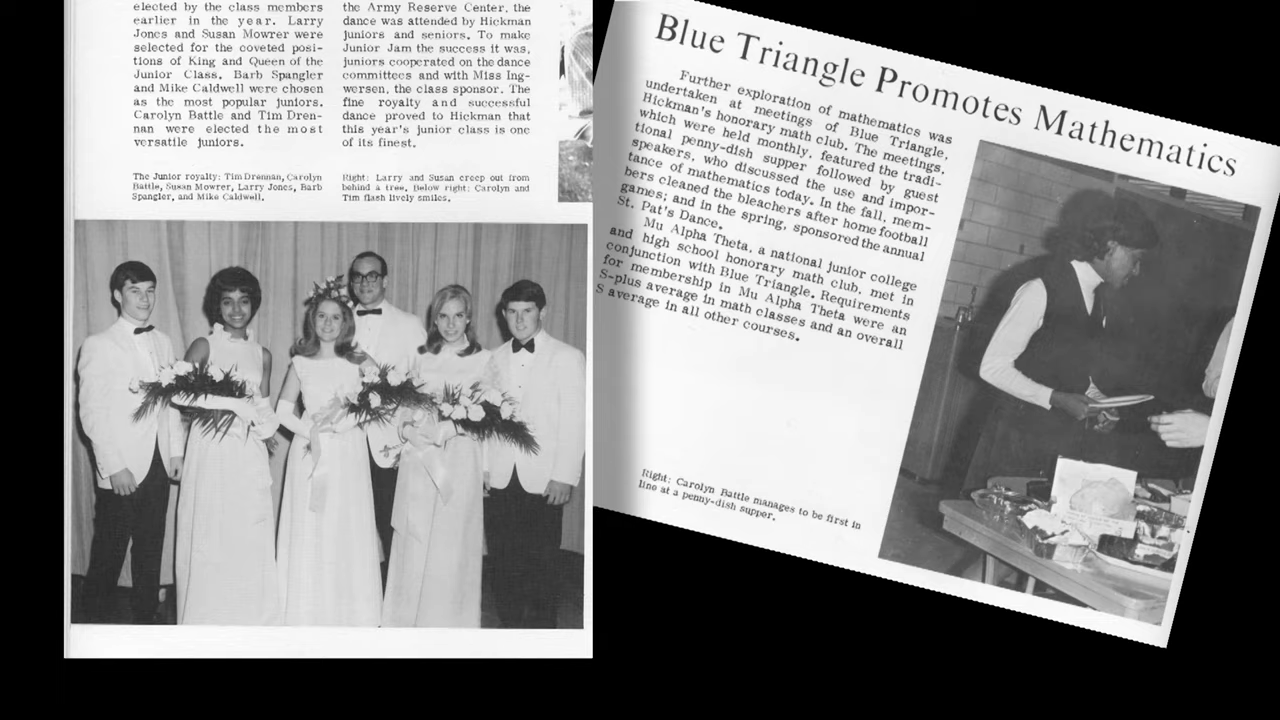 elected by the class members
earlier in the year. Larry
Jones and Susan Mowrer were
selected for the coveted posi-
tions of King and Queen of the
Junior Class. Barb Spangler
and Mike Caldwell were chosen
as the most popular juniors.
Carolyn Battle and Tim Dren-
nan were elected the most
versatile juniors.
the Army Reserve Center, the
dance was attended by Hickman
juniors and seniors. To make
Junior Jam the success it was,
juniors cooperated on the dance
committees and with Miss Ing-
wersen, the class sponsor. The
fine royalty and successful
dance proved to Hickman that
this year's junior class is one
of its finest.
The Junior royalty: Tim Drennan, Carolyn
Battle, Susan Mowrer, Larry Jones, Barb
Spangler, and Mike Caldwell.
Right: Larry and Susan creep out from
behind a tree. Below right: Carolyn and
Tim flash lively smiles.
Blue Triangle Promotes Mathematics
Further exploration of mathematics was
undertaken at meetings of Blue Triangle,
Hickman's honorary math club. The meetings,
which were held monthly, featured the tradi-
tional penny-dish supper followed by guest
speakers, who discussed the use and impor-
tance of mathematics today. In the fall, mem-
bers cleaned the bleachers after home football
games; and in the spring, sponsored the annual
St. Pat's Dance.
Mu Alpha Theta, a national junior college
and high school honorary math club, met in
conjunction with Blue Triangle. Requirements
for membership in Mu Alpha Theta were an
S-plus average in math classes and an overall
S average in all other courses.
Right: Carolyn Battle manages to be first in
line at a penny-dish supper.